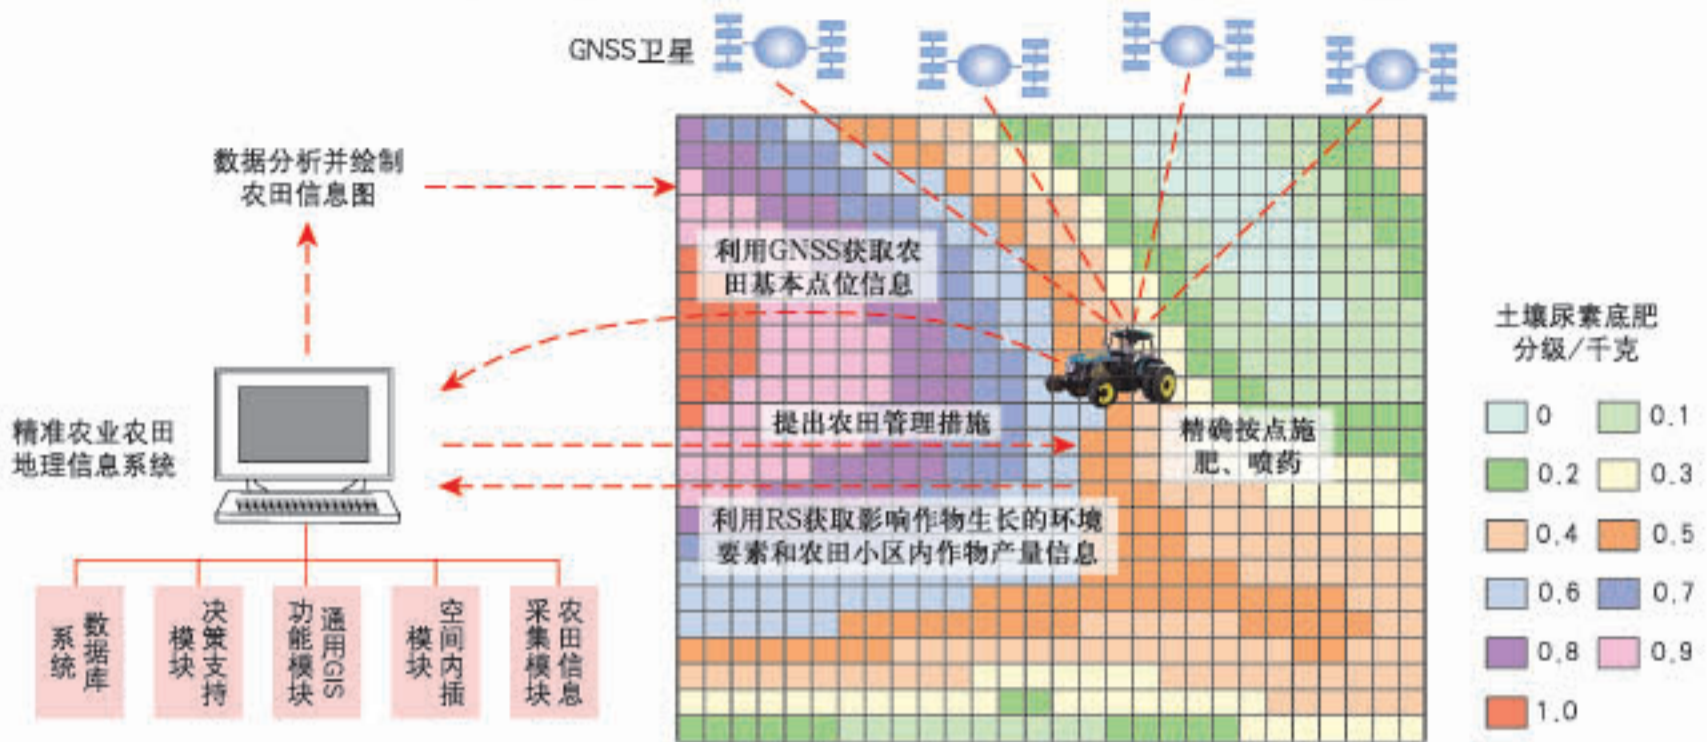 GNSS卫星
数据分析并绘制
农田信息图
利用GNSS获取农
田基本点位信息
土壤尿素底肥
分级/千克
0
0.1
0.2
0.3
0.4
0.5
0.6
0.7
0.8
0.9
1.0
提出农田管理措施
精确按点施
肥、喷药
精准农业农田
地理信息系统
利用RS获取影响作物生长的环境
要素和农田小区内作物产量信息
数据库
系统
决策支持
模块
通用GIS
功能模块
空间内插
模块
农田信息
采集模块